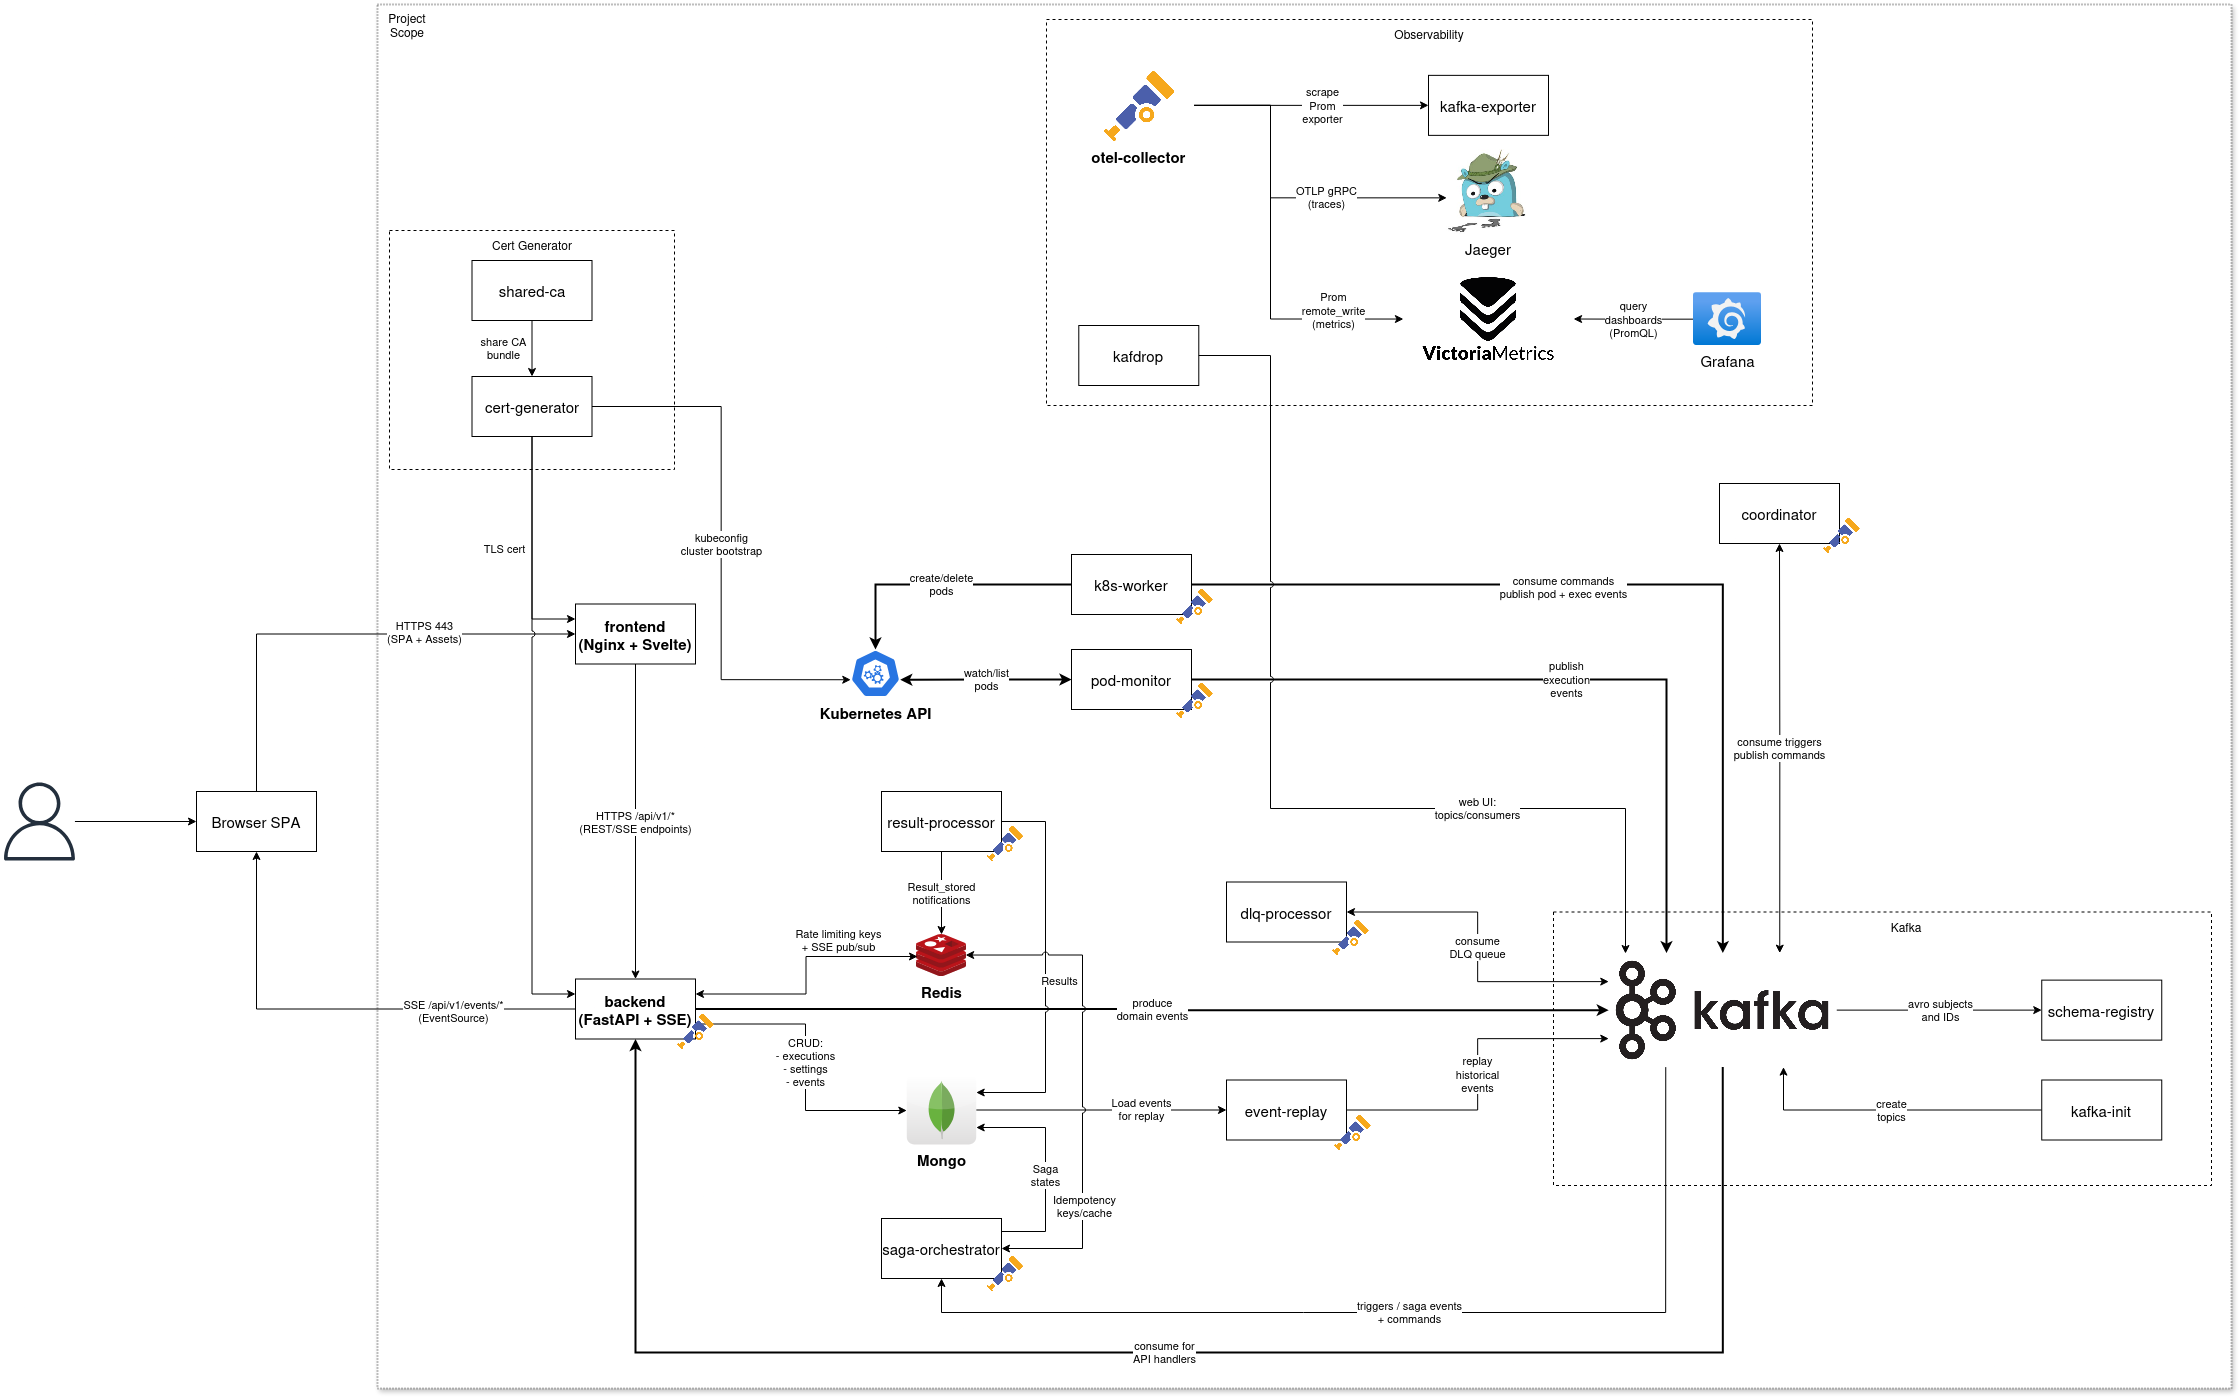 Project
Scope
Observability
scrape
Prom
exporter
kafka-exporter
otel-collector
OTLP gRPC
(traces)
Jaeger
Prom
remote_write
(metrics)
VictoriaMetrics
query
dashboards
(PromQL)
Grafana
kafdrop
Cert Generator
shared-ca
share CA
bundle
cert-generator
TLS cert
kubeconfig
cluster bootstrap
coordinator
k8s-worker
create/delete
pods
consume commands
publish pod + exec events
HTTPS 443
(SPA + Assets)
frontend
(Nginx + Svelte)
Kubernetes API
watch/list
pods
pod-monitor
publish
execution
events
consume triggers
publish commands
Browser SPA
HTTPS /api/v1/*
(REST/SSE endpoints)
result-processor
web UI:
topics/consumers
Result_stored
notifications
dlq-processor
consume
DLQ queue
Kafka
Rate limiting keys
+ SSE pub/sub
Redis
Results
SSE /api/v1/events/*
(EventSource)
backend
(FastAPI + SSE)
produce
domain events
kafka
avro subjects
and IDs
schema-registry
CRUD:
- executions
- settings
- events
Mongo
Load events
for replay
event-replay
replay
historical
events
create
topics
kafka-init
Saga
states
Idempotency
keys/cache
saga-orchestrator
triggers / saga events
+ commands
consume for
API handlers